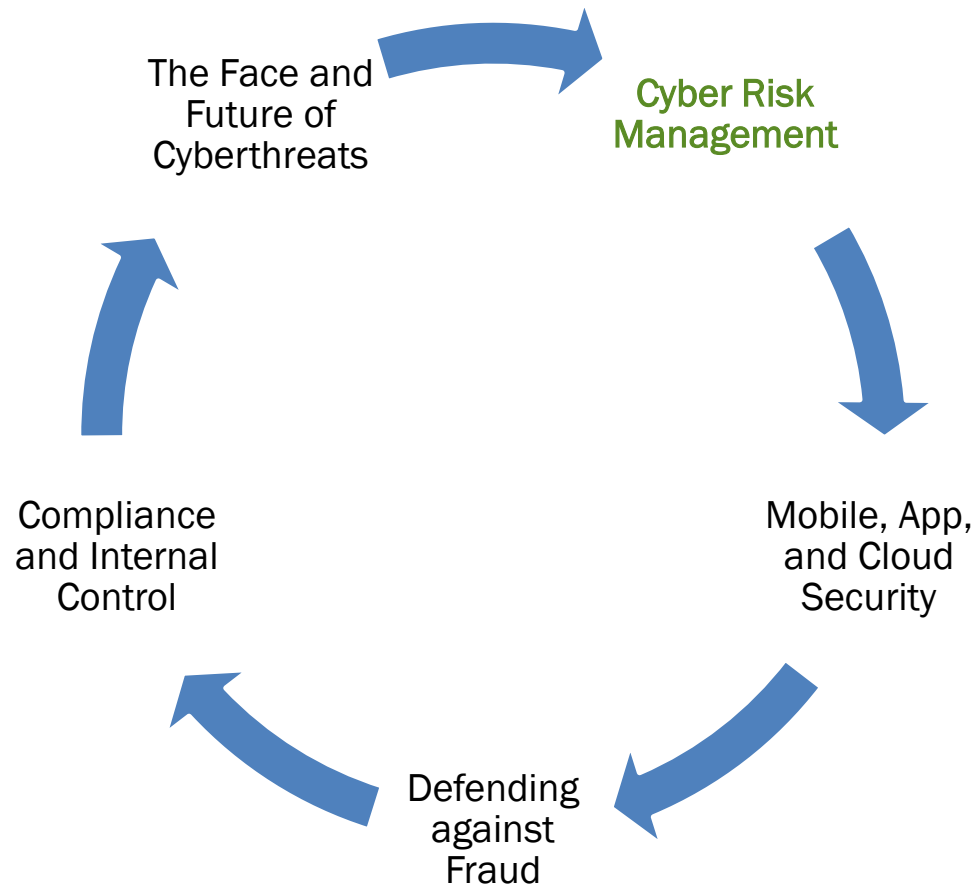 The Face and
Future of
Cyberthreats
Cyber Risk
Management
Mobile, App,
and Cloud
Security
Defending
against
Fraud
Compliance
and Internal
Control